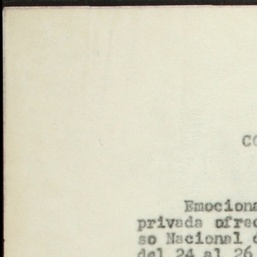 CO
Emociona
privada ofrec
so Nacional d
del 24 al 26